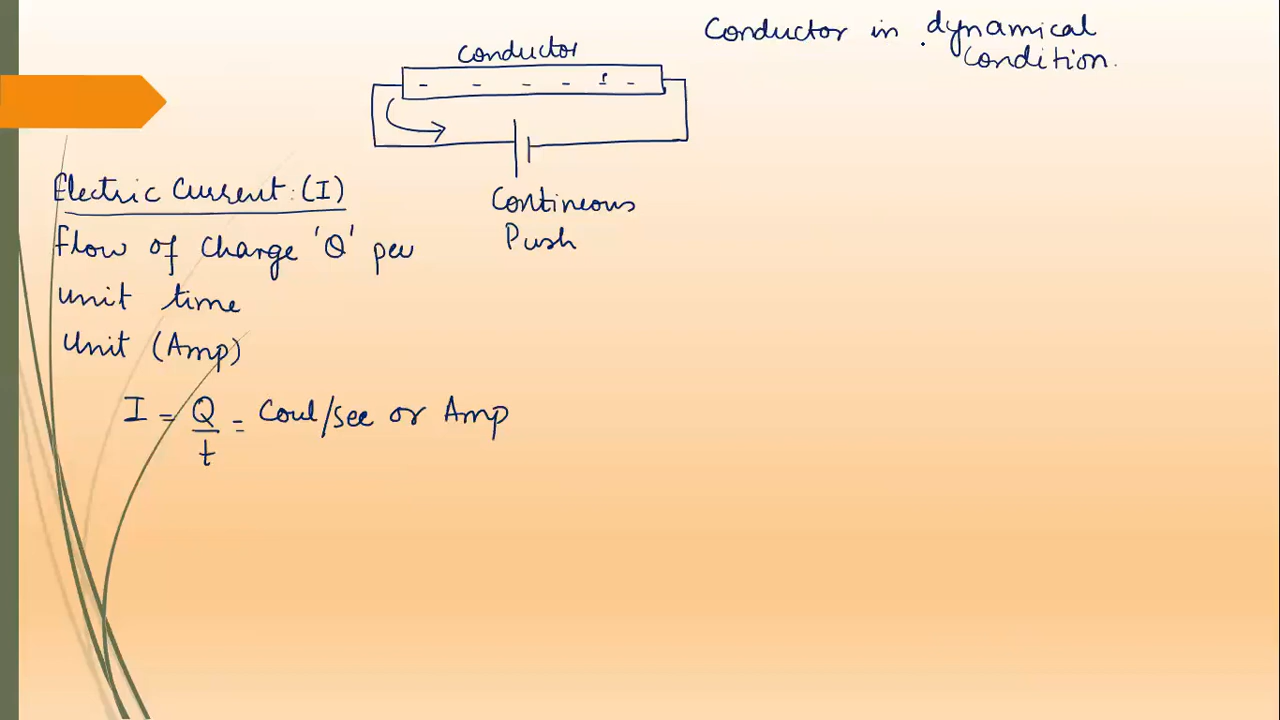 Conductor in dynamical
Condition.
Conductor
Electric Current: (I)
Contineous
Push
flow of charge 'Q' per
unit time
Unit (Amp)
I = Q/t = Coul/sec or Amp